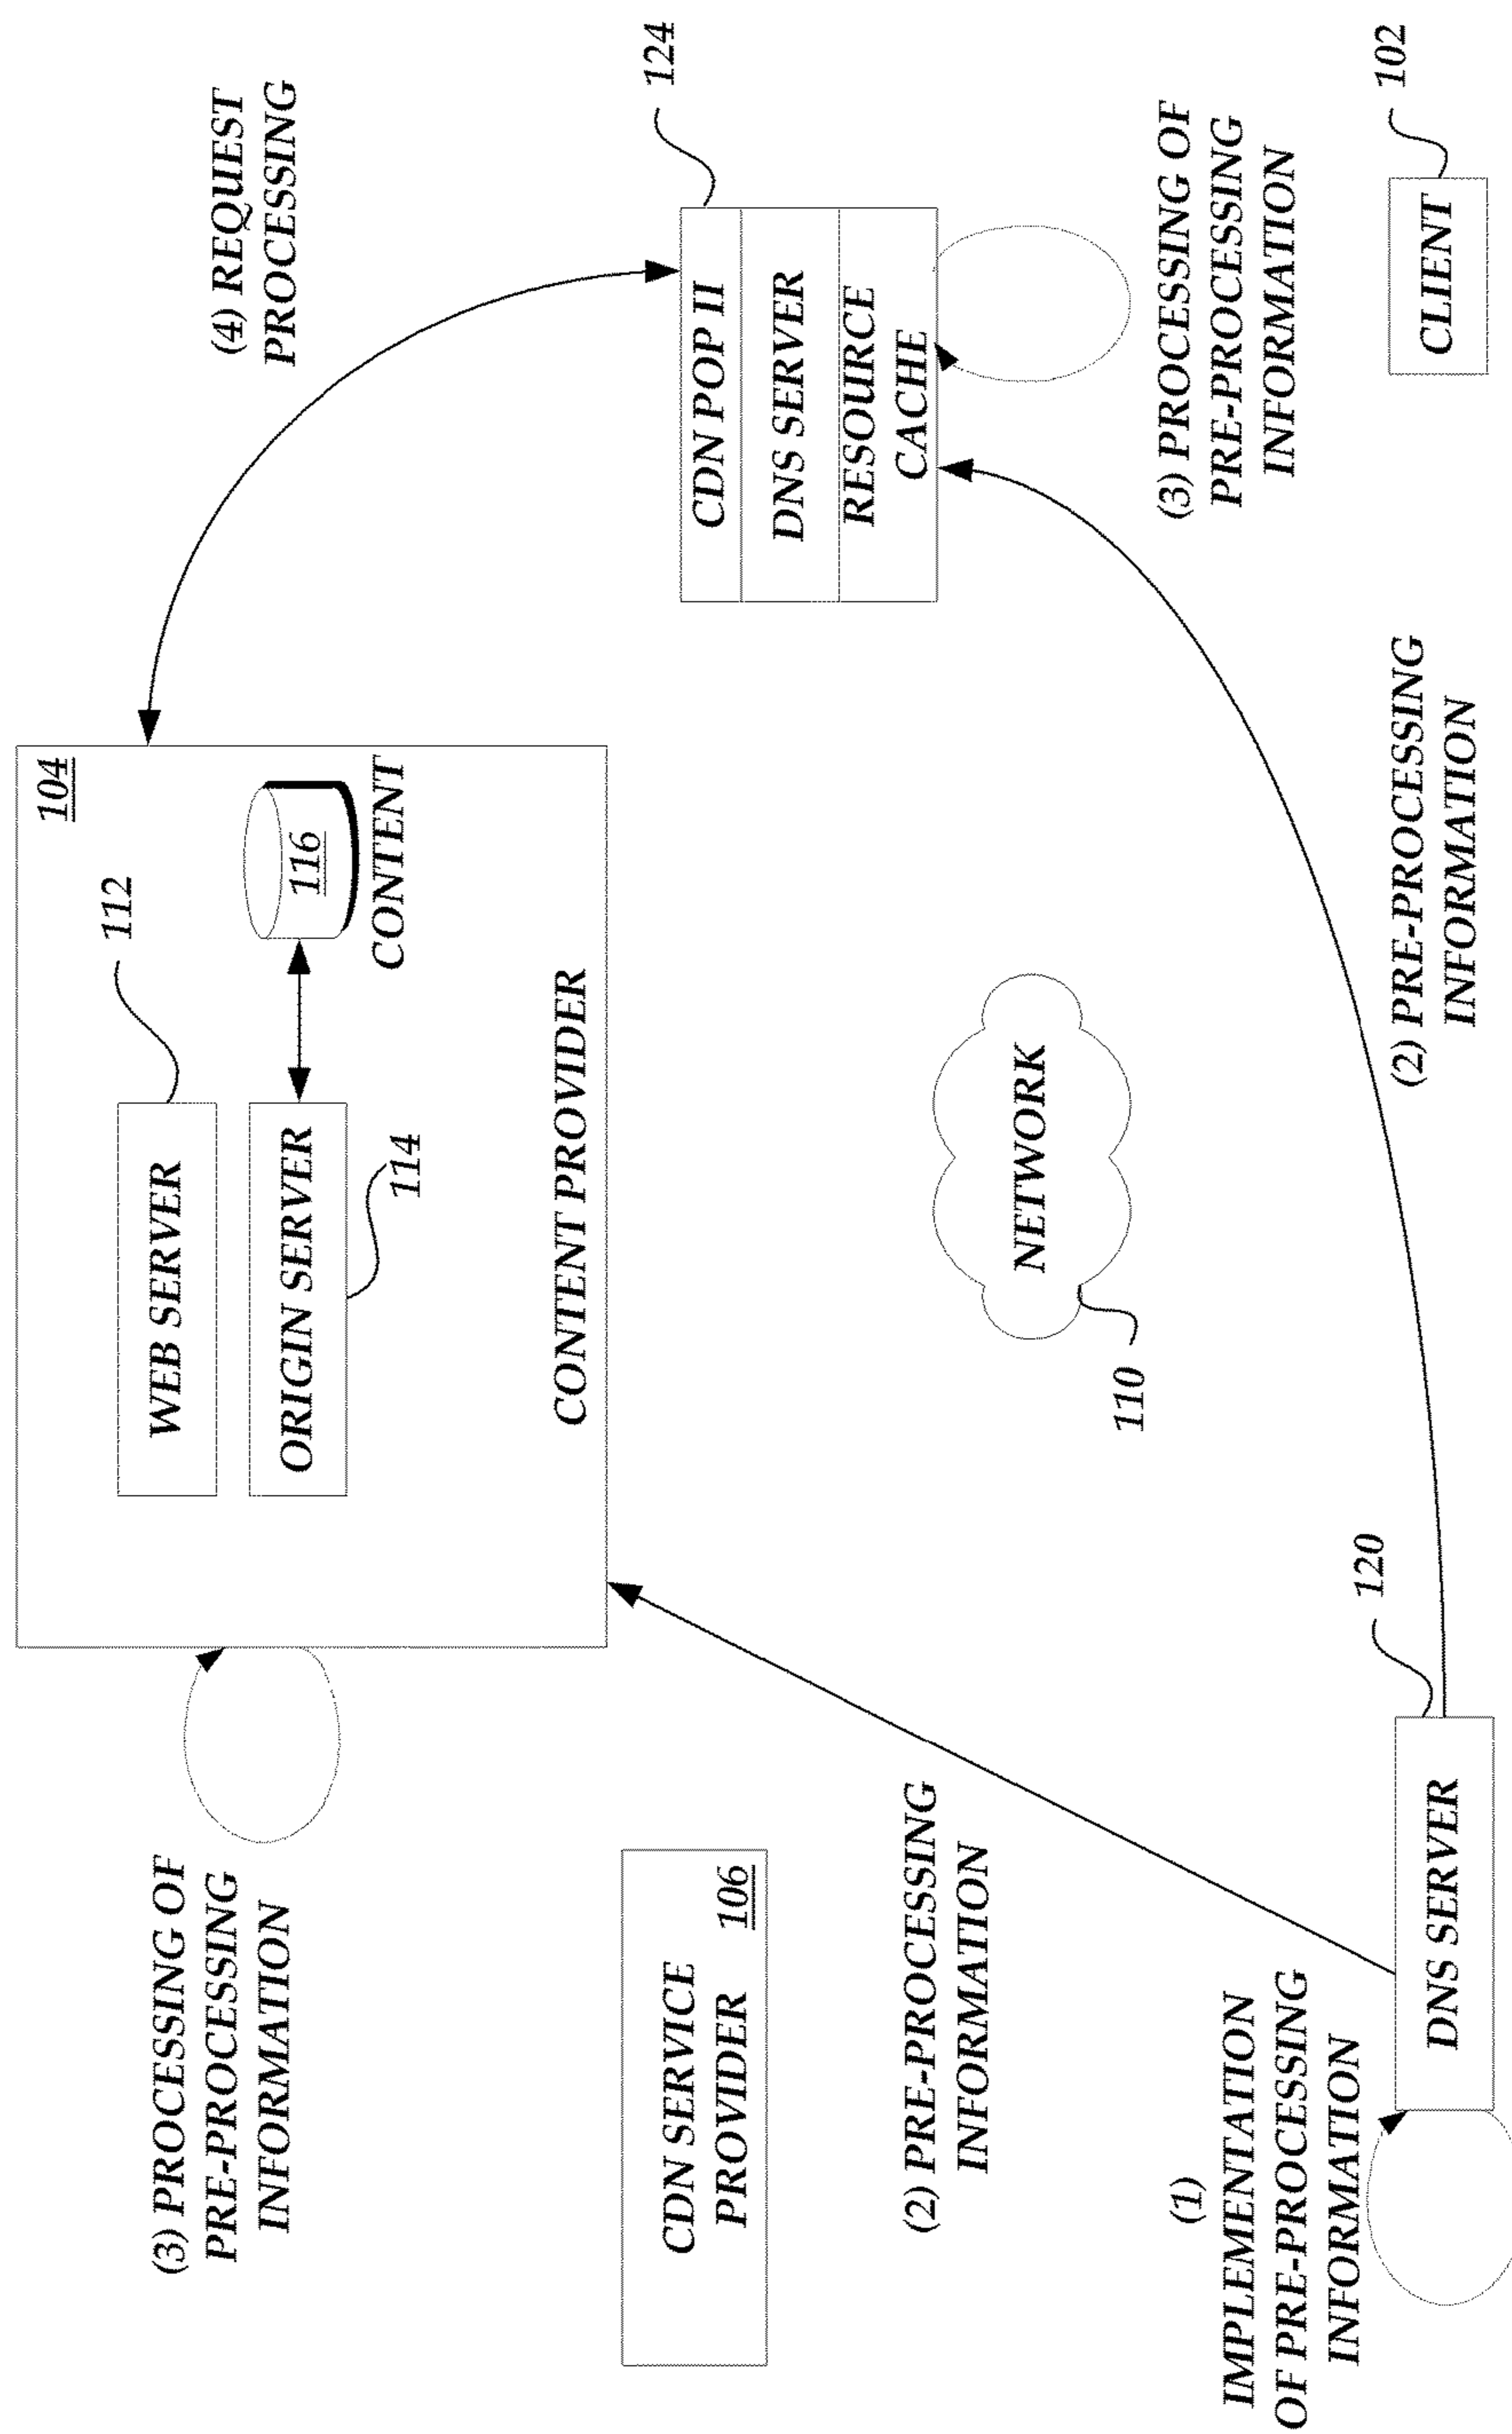 (3) PROCESSING OF
PRE-PROCESSING
INFORMATION
WEB SERVER
112
104
ORIGIN SERVER
114
116
CONTENT
CONTENT PROVIDER
(4) REQUEST
PROCESSING
CDN SERVICE
PROVIDER
106
124
CDN POP II
DNS SERVER
RESOURCE
CACHE
(2) PRE-PROCESSING
INFORMATION
NETWORK
110
(3) PROCESSING OF
PRE-PROCESSING
INFORMATION
(1)
IMPLEMENTATION
OF PRE-PROCESSING
INFORMATION
DNS SERVER
120
(2) PRE-PROCESSING
INFORMATION
CLIENT
102